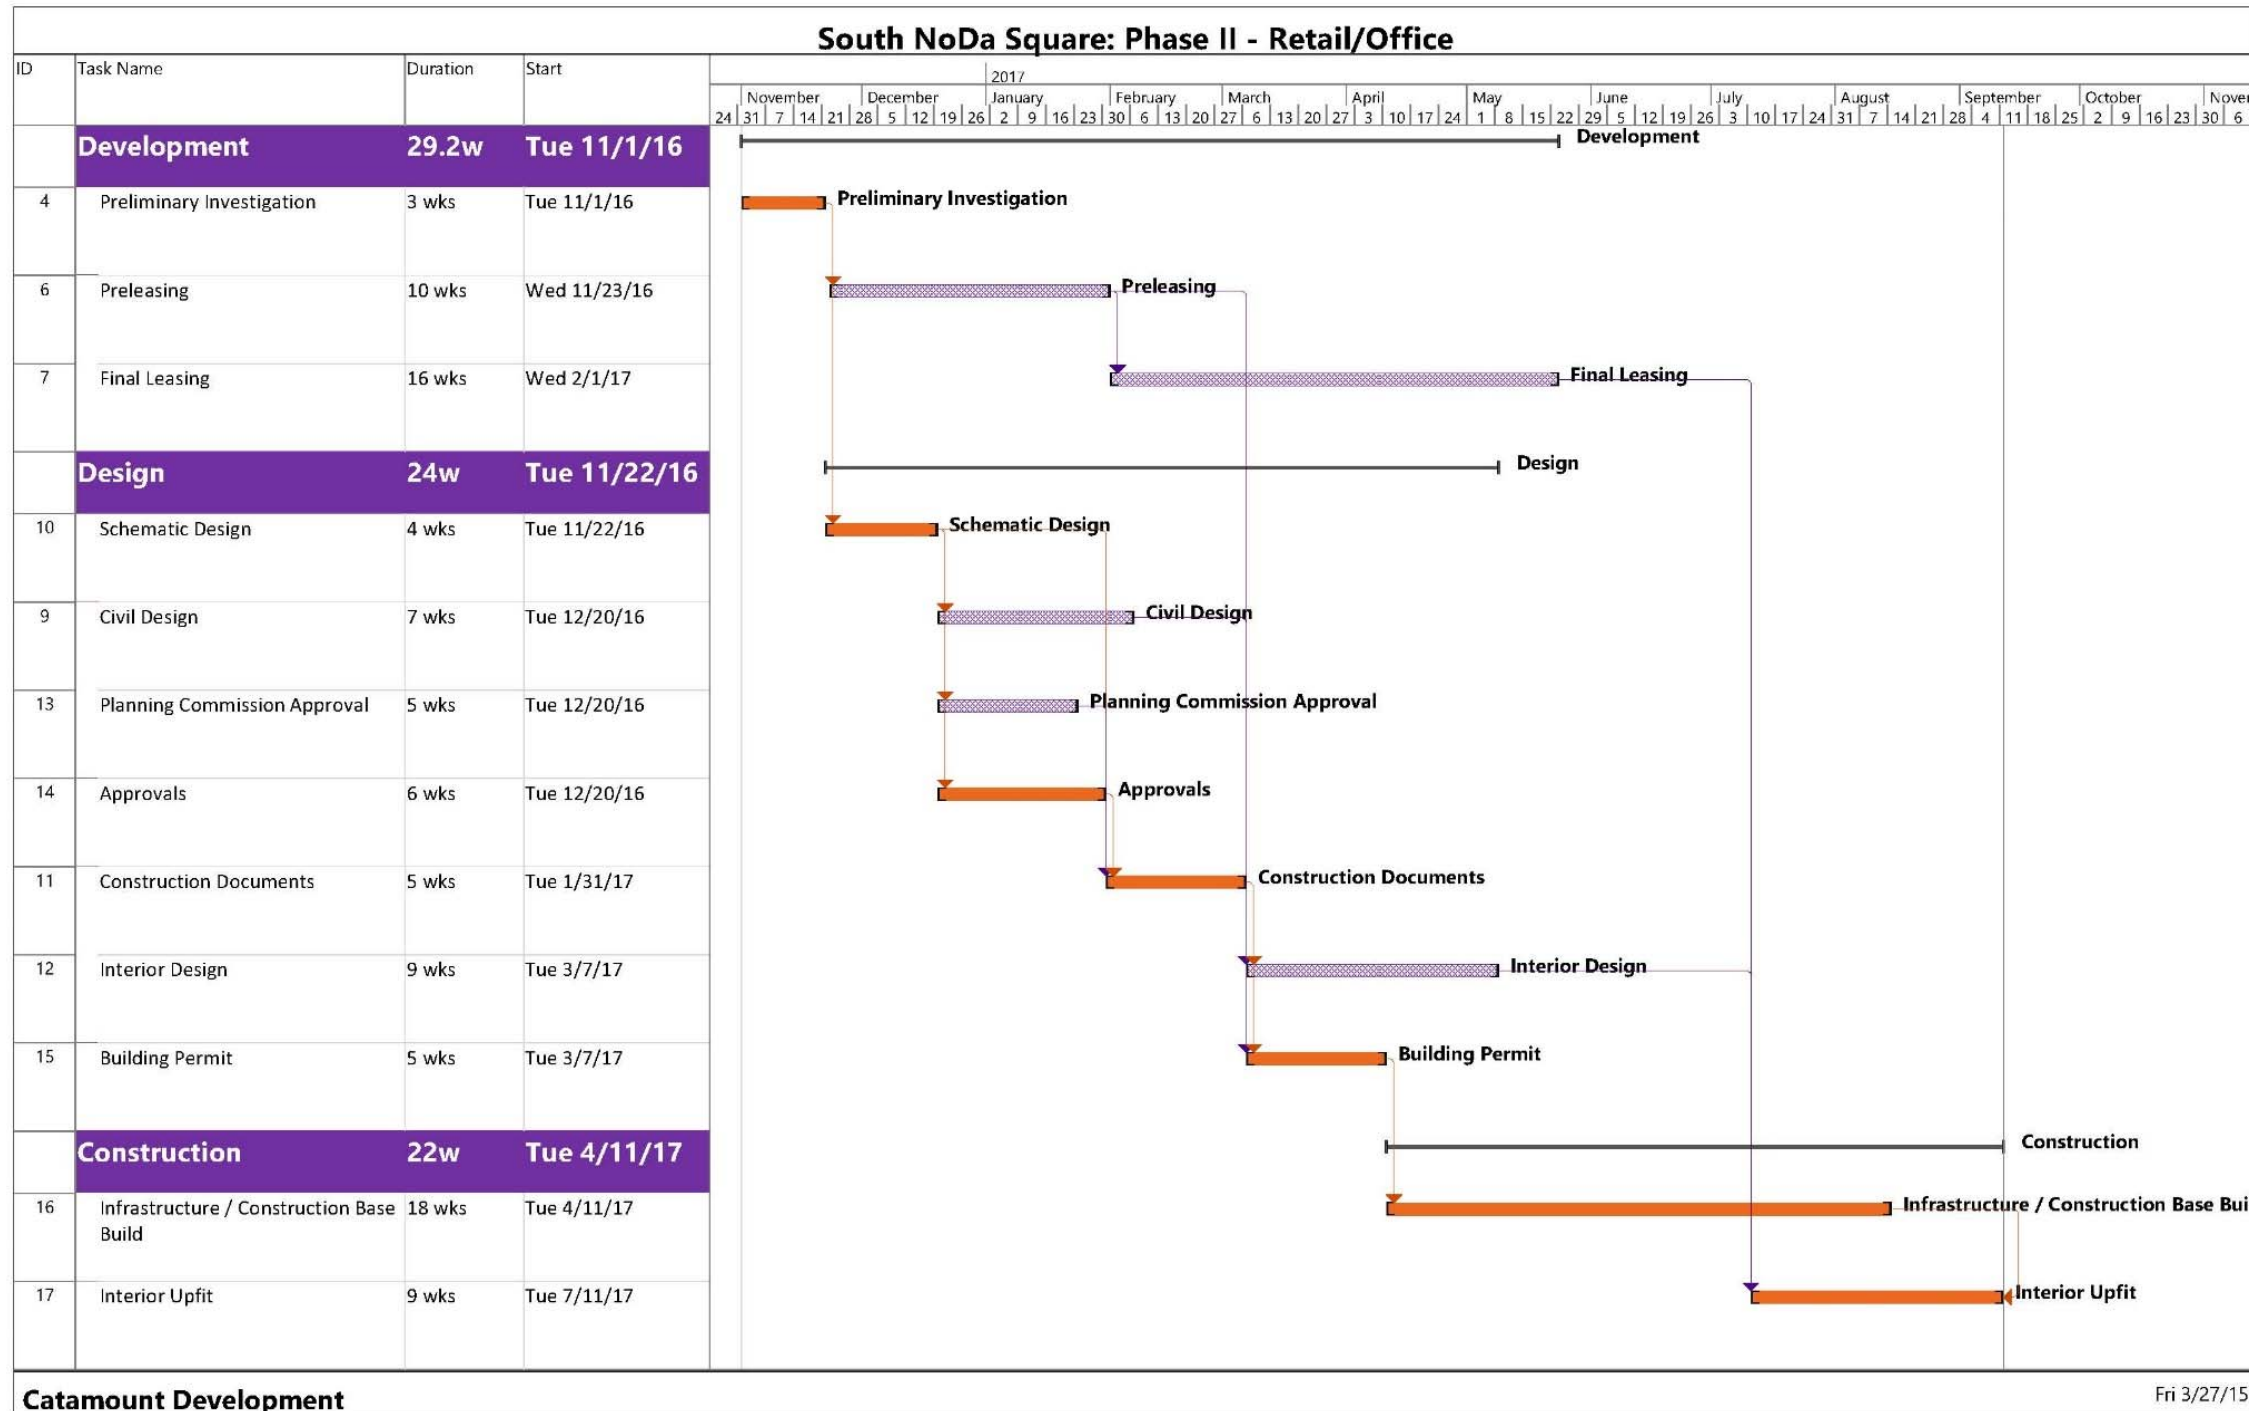 South NoDa Square: Phase II - Retail/Office
ID Task Name Duration Start
2017
November December January February March April May June July August September October Nover
24 31 7 14 21 28 5 12 19 26 2 9 16 23 30 6 13 20 27 6 13 20 27 3 10 17 24 1 8 15 22 29 5 12 19 26 3 10 17 24 31 7 14 21 28 4 11 18 25 2 9 16 23 30 6
Development 29.2w Tue 11/1/16 Development
4 Preliminary Investigation 3 wks Tue 11/1/16 Preliminary Investigation
6 Preleasing 10 wks Wed 11/23/16 Preleasing
7 Final Leasing 16 wks Wed 2/1/17 Final Leasing
Design 24w Tue 11/22/16 Design
10 Schematic Design 4 wks Tue 11/22/16 Schematic Design
9 Civil Design 7 wks Tue 12/20/16 Civil Design
13 Planning Commission Approval 5 wks Tue 12/20/16 Planning Commission Approval
14 Approvals 6 wks Tue 12/20/16 Approvals
11 Construction Documents 5 wks Tue 1/31/17 Construction Documents
12 Interior Design 9 wks Tue 3/7/17 Interior Design
15 Building Permit 5 wks Tue 3/7/17 Building Permit
Construction 22w Tue 4/11/17 Construction
16 Infrastructure / Construction Base 18 wks Tue 4/11/17 Infrastructure / Construction Base Bui
Build
17 Interior Upfit 9 wks Tue 7/11/17 Interior Upfit
Catamount Development Fri 3/27/15